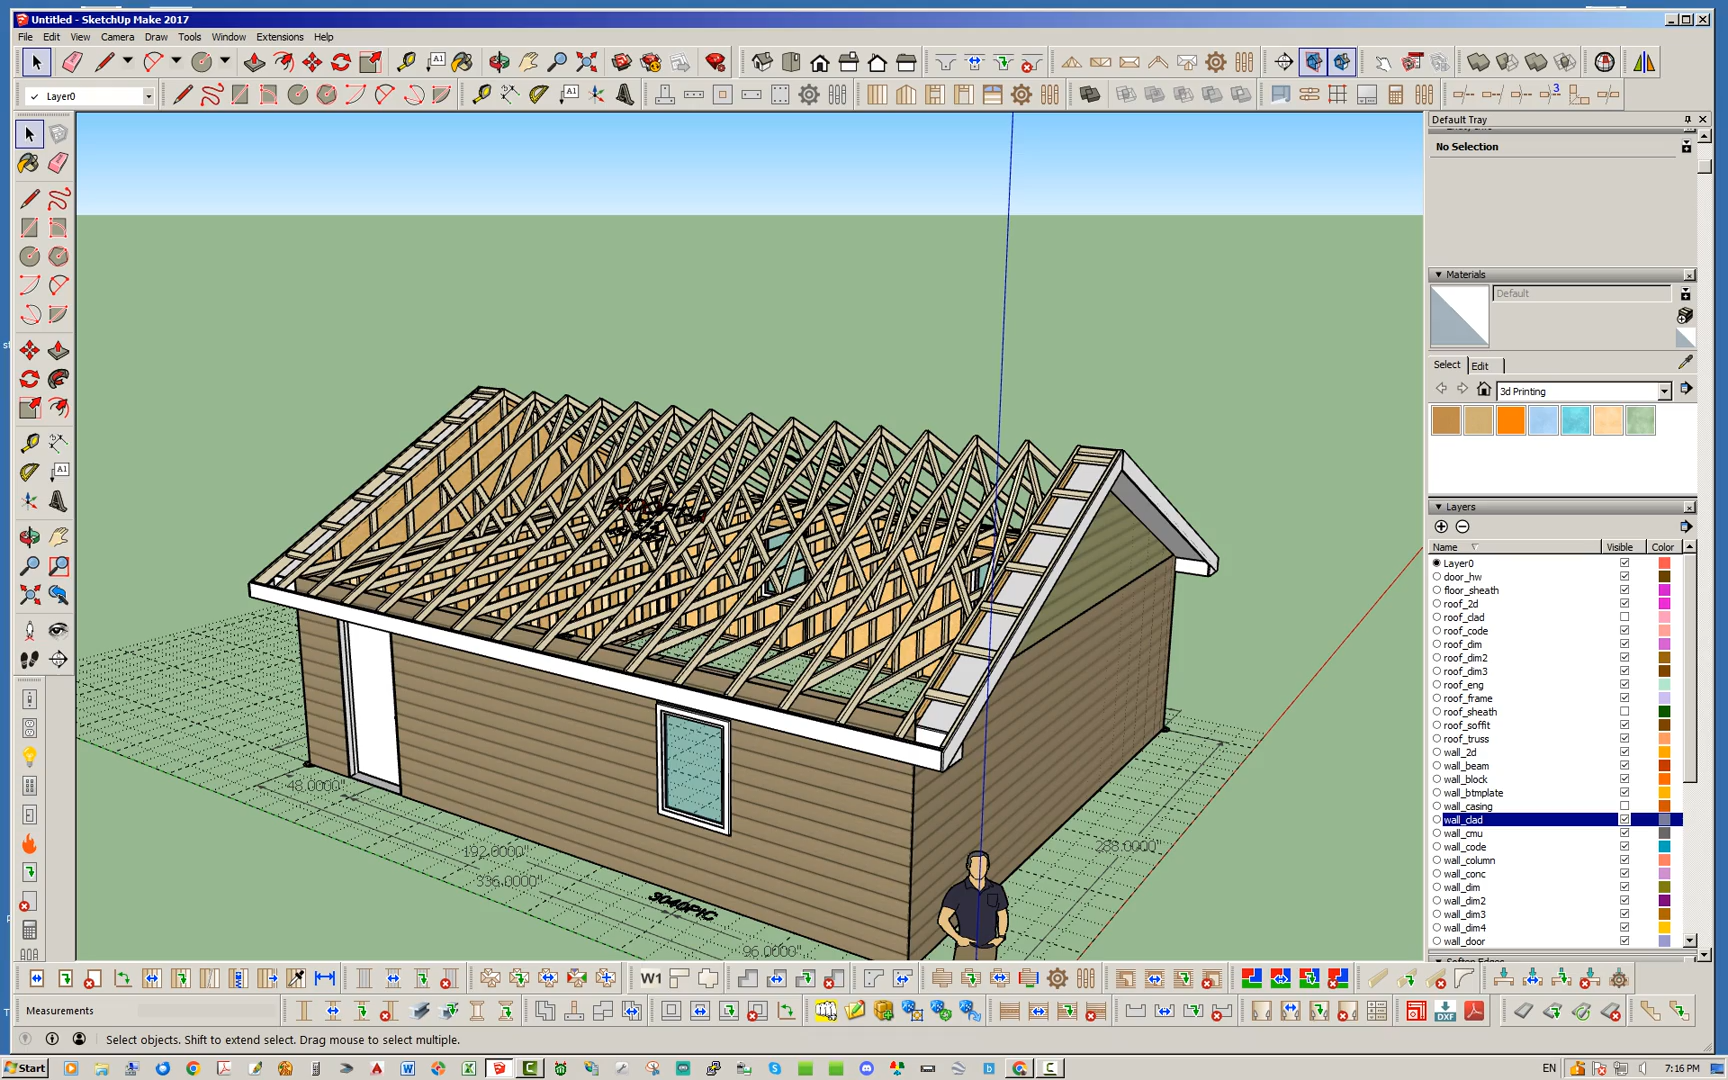 Untitled - SketchUp Make 2017
File Edit View Camera Draw Tools Window Extensions Help
Layer0
Default Tray
No Selection
Materials
Default
Select Edit
3d Printing
Layers
Name Visible Color
Layer0
door_hw
floor_sheath
roof_2d
roof_clad
roof_code
roof_dim
roof_dim2
roof_dim3
roof_eng
roof_frame
roof_sheath
roof_soffit
roof_truss
wall_2d
wall_beam
wall_block
wall_btmplate
wall_casing
wall_clad
wall_cmu
wall_code
wall_column
wall_conc
wall_dim
wall_dim2
wall_dim3
wall_dim4
wall_door
48.0000"
192.0000"
336.0000"
288.0000"
3040PIC
96.0000"
W1
Measurements
Select objects. Shift to extend select. Drag mouse to select multiple.
Start
EN
7:16 PM